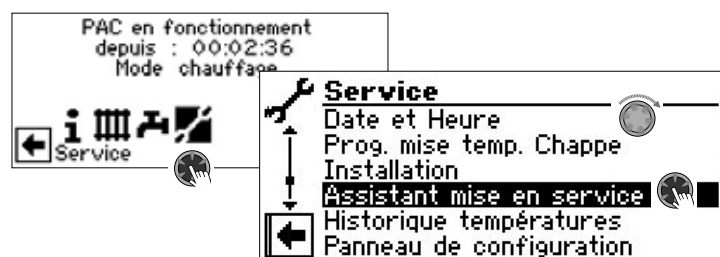 PAC en fonctionnement
depuis : 00:02:36
Mode chauffage
Service
Service
Date et Heure
Prog. mise temp. Chappe
Installation
Assistant mise en service
Historique températures
Panneau de configuration